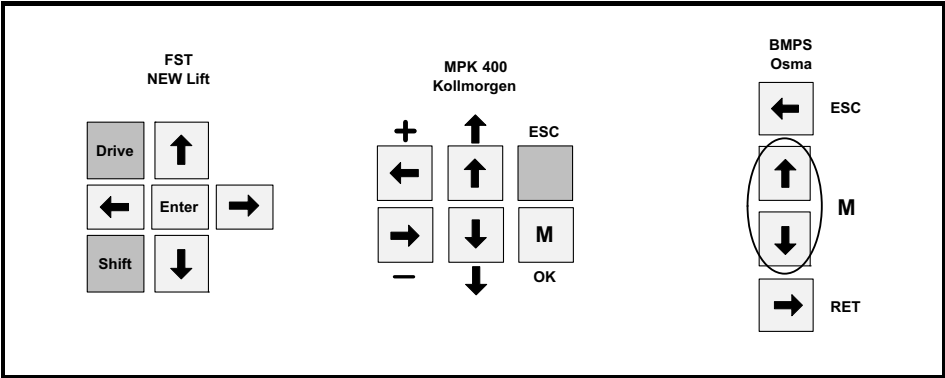 FST
NEW Lift
Drive
Enter
Shift
MPK 400
Kollmorgen
+
ESC
M
–
OK
BMPS
Osma
ESC
M
RET